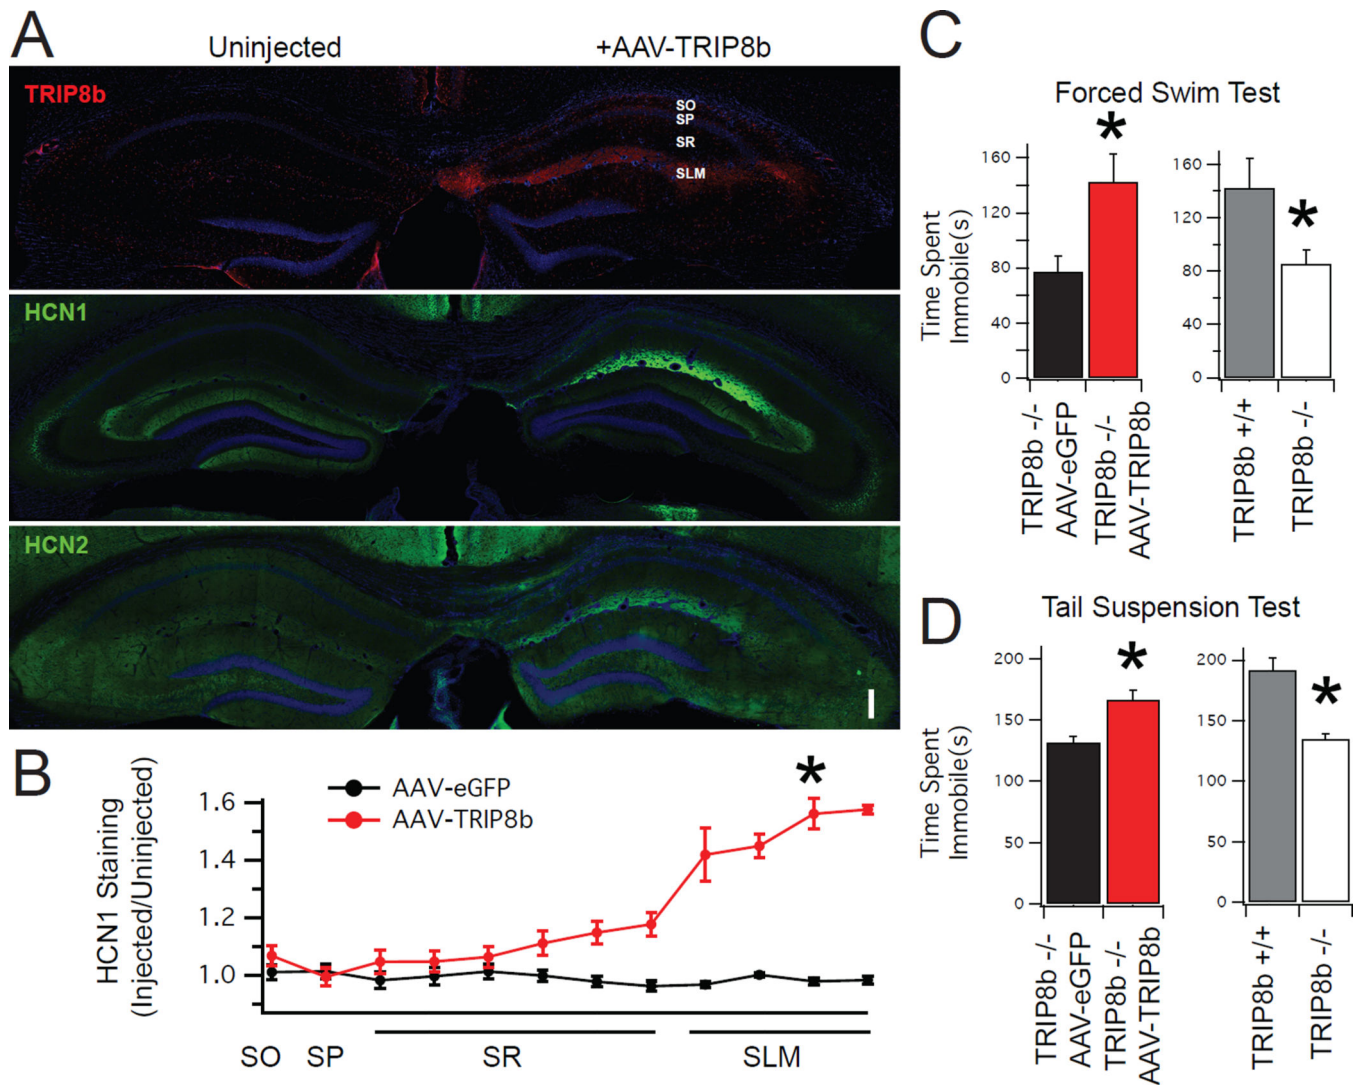 A
Uninjected
+AAV-TRIP8b
TRIP8b
SO
SP
SR
SLM
HCN1
HCN2
B
HCN1 Staining
(Injected/Uninjected)
1.6
1.4
1.2
1.0
AAV-eGFP
AAV-TRIP8b
*
SO
SP
SR
SLM
C
Forced Swim Test
Time Spent
Immobile(s)
160
120
80
40
0
*
TRIP8b -/-
AAV-eGFP
TRIP8b -/-
AAV-TRIP8b
160
120
80
40
0
*
TRIP8b +/+
TRIP8b -/-
D
Tail Suspension Test
Time Spent
Immobile(s)
200
150
100
50
0
*
TRIP8b -/-
AAV-eGFP
TRIP8b -/-
AAV-TRIP8b
200
150
100
50
0
*
TRIP8b +/+
TRIP8b -/-